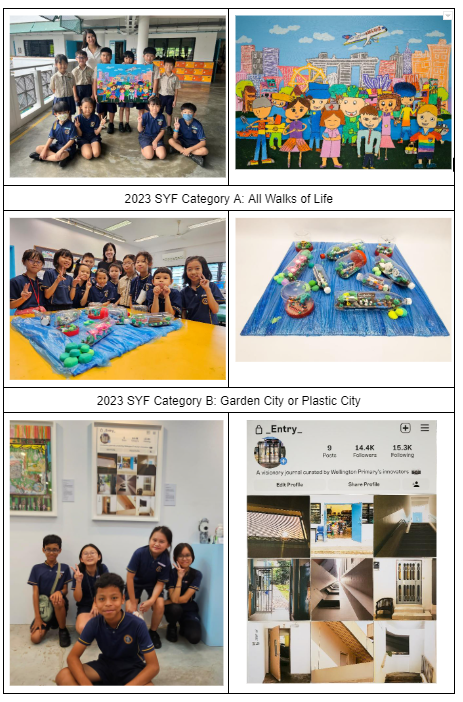 2023 SYF Category A: All Walks of Life
2023 SYF Category B: Garden City or Plastic City
_Entry_
9
14.4K
15.3K
Posts
Followers
Following
A visionary journal curated by Wellington Primary's innovators.
Edit Profile
Share Profile